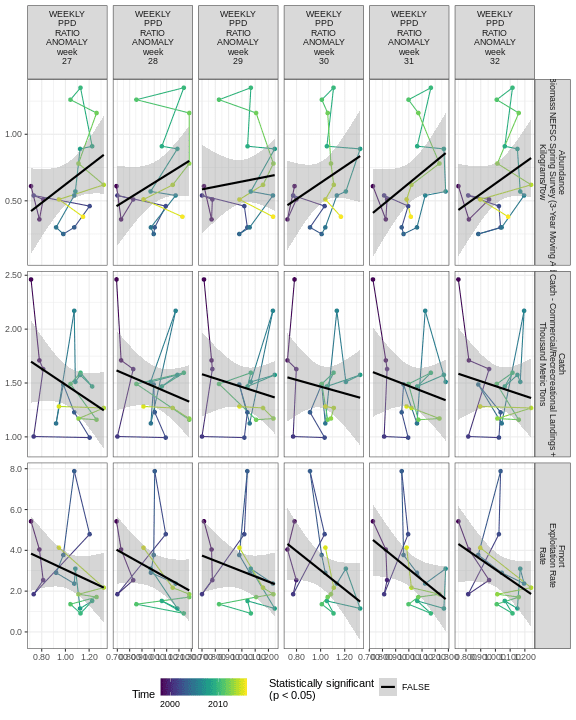 WEEKLY
PPD
RATIO
ANOMALY
week
27
WEEKLY
PPD
RATIO
ANOMALY
week
28
WEEKLY
PPD
RATIO
ANOMALY
week
29
WEEKLY
PPD
RATIO
ANOMALY
week
30
WEEKLY
PPD
RATIO
ANOMALY
week
31
WEEKLY
PPD
RATIO
ANOMALY
week
32
1.00
0.50
Abundance
Biomass NEFSC Spring Survey (3-Year Moving
Kilograms/Tow
2.50
2.00
1.50
1.00
Catch
Catch - Commercial/Recreational Landings +
Thousand Metric Tons
8.0
6.0
4.0
2.0
0.0
Fmort
Exploitation Rate
Rate
0.80 1.00 1.20
Time
2000 2010
Statistically significant
(p < 0.05)
FALSE